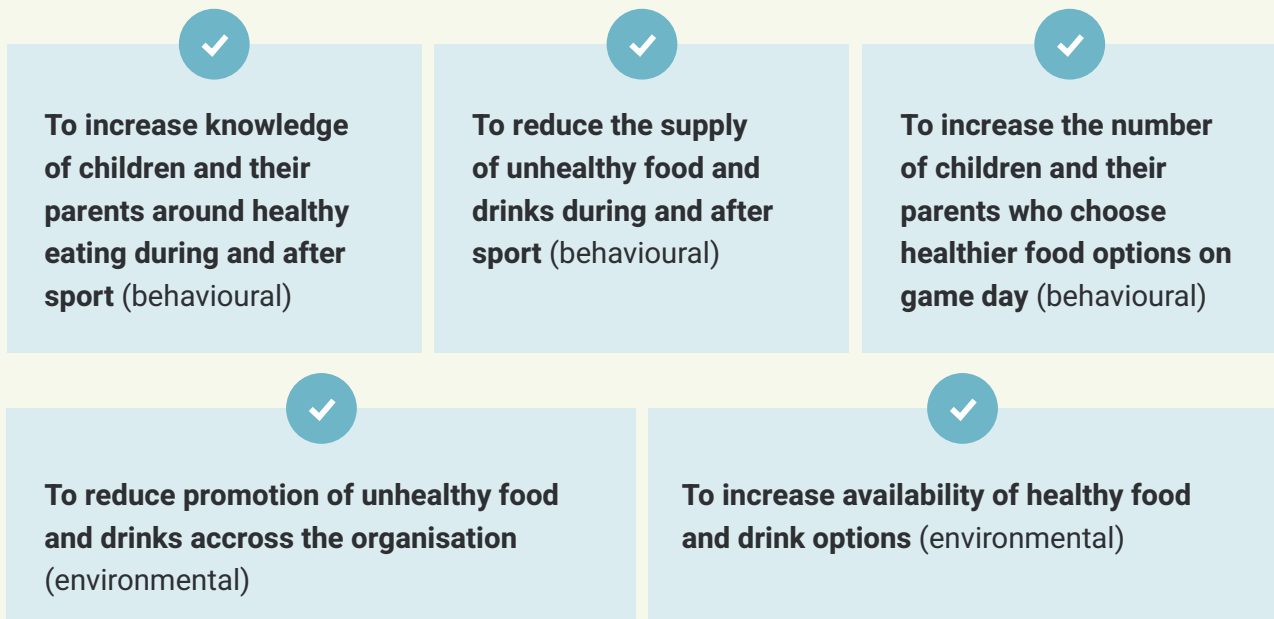 To increase knowledge
of children and their
parents around healthy
eating during and after
sport (behavioural)
To reduce the supply
of unhealthy food and
drinks during and after
sport (behavioural)
To increase the number
of children and their
parents who choose
healthier food options on
game day (behavioural)
To reduce promotion of unhealthy food
and drinks accross the organisation
(environmental)
To increase availability of healthy food
and drink options (environmental)